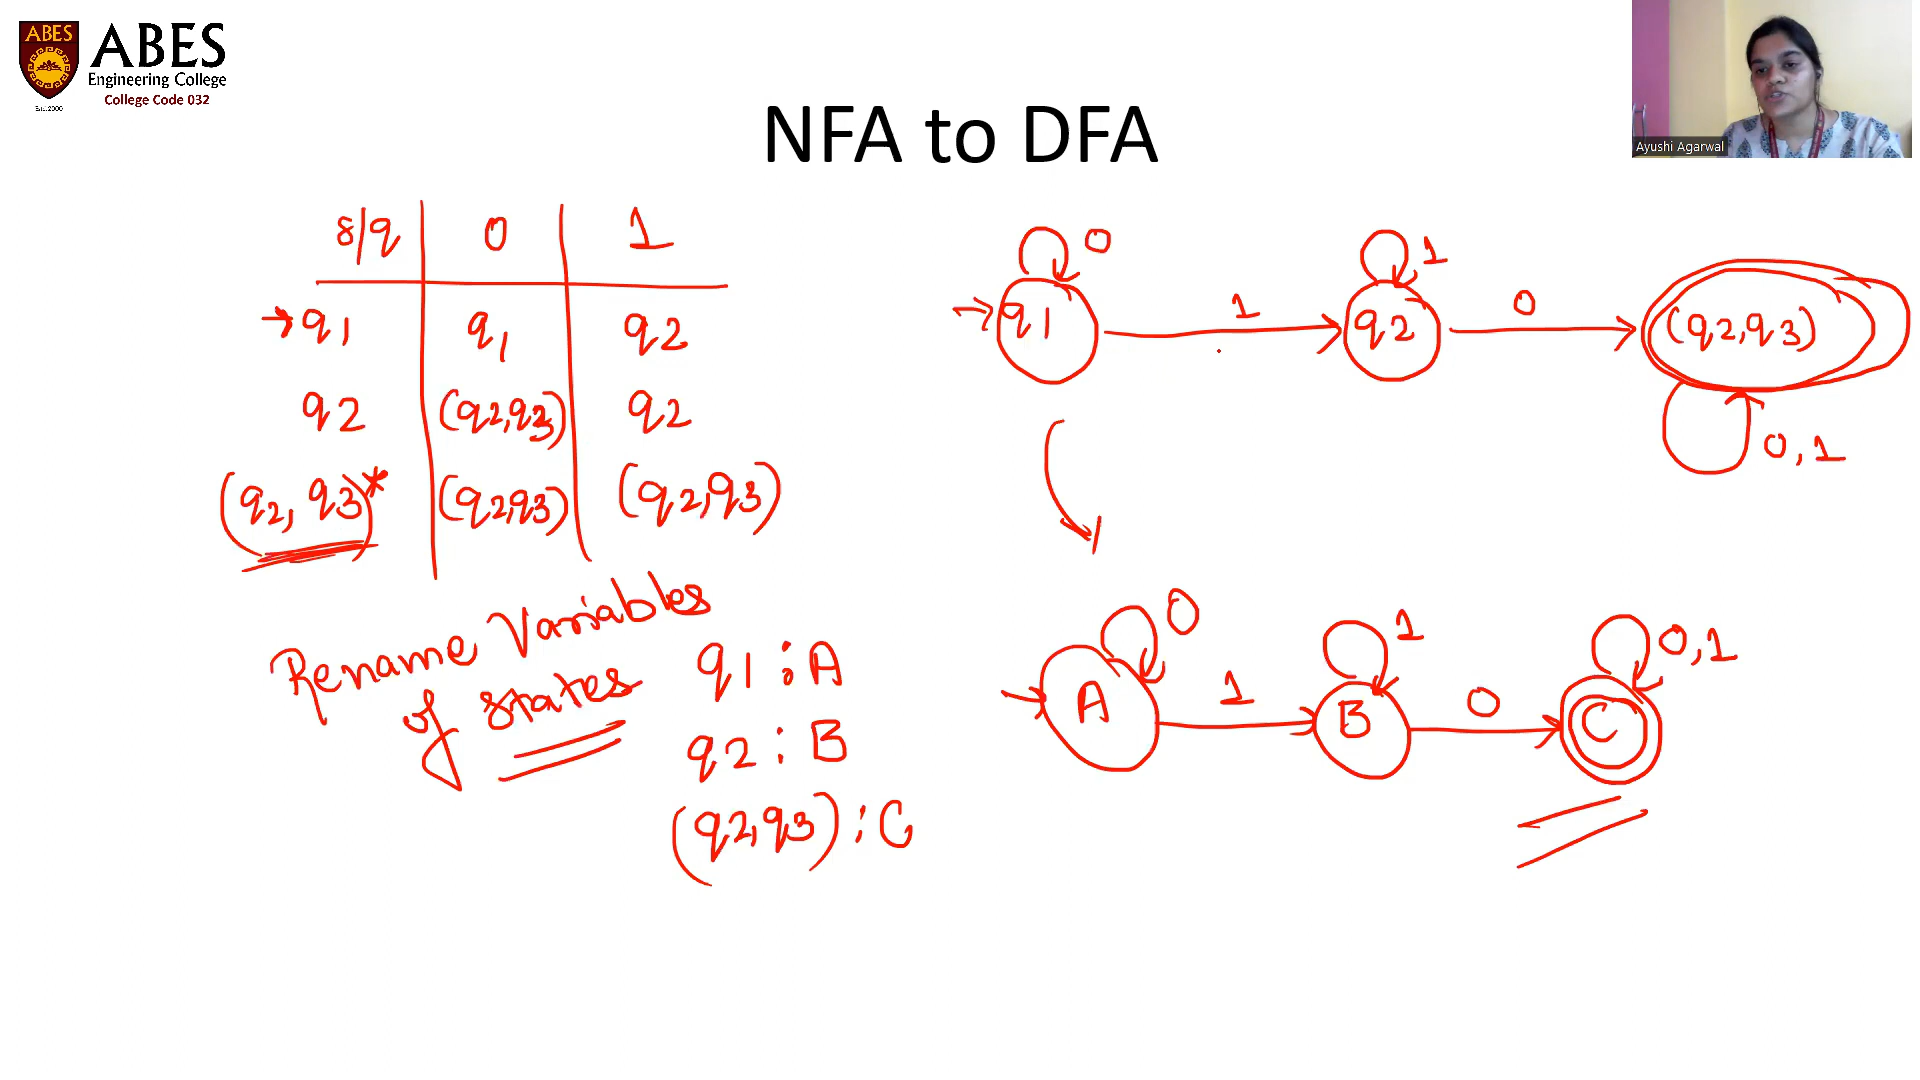 ABES
ABES
Engineering College
College Code 032
Estd.2000
Ayushi Agarwal
NFA to DFA
δ/q 0 1
→q1 q1 q2
q2 (q2,q3) q2
(q2, q3)* (q2,q3) (q2,q3)
Rename Variables
of states
q1 : A
q2 : B
(q2,q3) : C
0 1
q1 1 q2 0 (q2,q3)
0,1
0 1 0,1
A 1 B 0 C